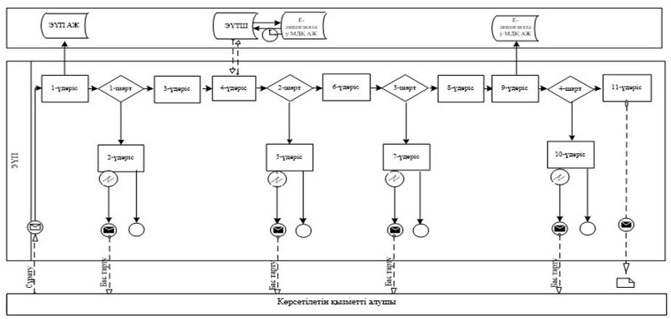 ЭҮП АЖ
ЭҮТШ
Е-
лицензиялау МДК АЖ
Е-
лицензиялау МДК АЖ
ЭҮП
1-үдеріс
1-шарт
3-үдеріс
4-үдеріс
2-шарт
6-үдеріс
3-шарт
8-үдеріс
9-үдеріс
4-шарт
11-үдеріс
2-үдеріс
5-үдеріс
7-үдеріс
10-үдеріс
Сұрату
Бас тарту
Бас тарту
Бас тарту
Бас тарту
Көрсетілетін қызметті алушы